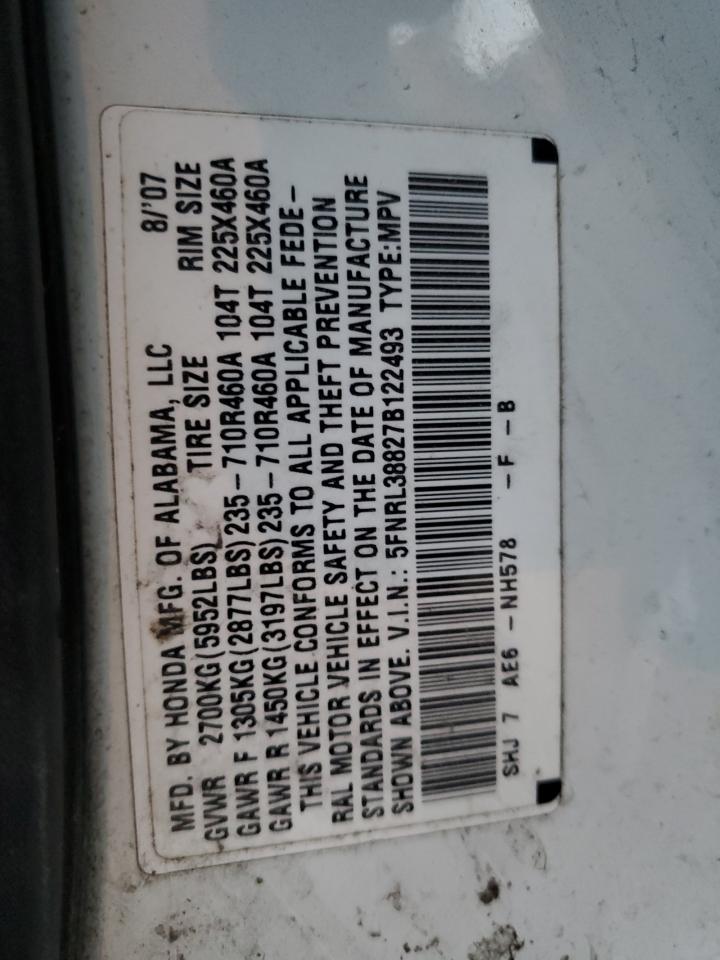 MFD. BY HONDA MFG. OF ALABAMA, LLC 8/'07
GVWR 2700KG(5952LBS) TIRE SIZE RIM SIZE
GAWR F 1305KG(2877LBS)235-710R460A 104T 225X460A
GAWR R 1450KG(3197LBS)235-710R460A 104T 225X460A
THIS VEHICLE CONFORMS TO ALL APPLICABLE FEDE-
RAL MOTOR VEHICLE SAFETY AND THEFT PREVENTION
STANDARDS IN EFFECT ON THE DATE OF MANUFACTURE
SHOWN ABOVE. V.I.N.: 5FNRL38827B122493 TYPE:MPV
SHJ 7 AE6 -NH578 -F -B